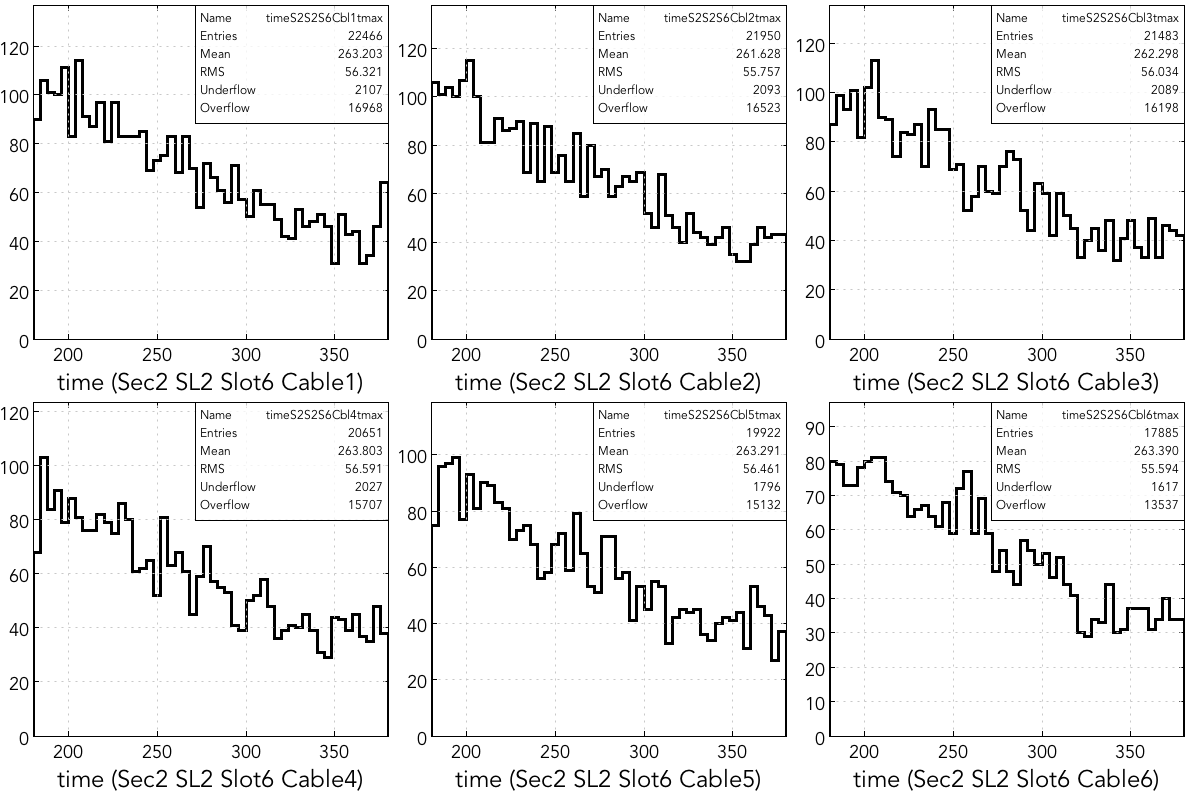 Name timeS2S2S6Cbl1tmax
Entries 22466
Mean 263.203
RMS 56.321
Underflow 2107
Overflow 16968
120
100
80
60
40
20
0
200 250 300 350
time (Sec2 SL2 Slot6 Cable1)
Name timeS2S2S6Cbl2tmax
Entries 21950
Mean 261.628
RMS 55.757
Underflow 2093
Overflow 16523
120
100
80
60
40
20
0
200 250 300 350
time (Sec2 SL2 Slot6 Cable2)
Name timeS2S2S6Cbl3tmax
Entries 21483
Mean 262.298
RMS 56.034
Underflow 2089
Overflow 16198
120
100
80
60
40
20
0
200 250 300 350
time (Sec2 SL2 Slot6 Cable3)
Name timeS2S2S6Cbl4tmax
Entries 20651
Mean 263.803
RMS 56.591
Underflow 2027
Overflow 15707
120
100
80
60
40
20
0
200 250 300 350
time (Sec2 SL2 Slot6 Cable4)
Name timeS2S2S6Cbl5tmax
Entries 19922
Mean 263.291
RMS 56.461
Underflow 1796
Overflow 15132
100
80
60
40
20
0
200 250 300 350
time (Sec2 SL2 Slot6 Cable5)
Name timeS2S2S6Cbl6tmax
Entries 17885
Mean 263.390
RMS 55.594
Underflow 1617
Overflow 13537
90
80
70
60
50
40
30
20
10
0
200 250 300 350
time (Sec2 SL2 Slot6 Cable6)